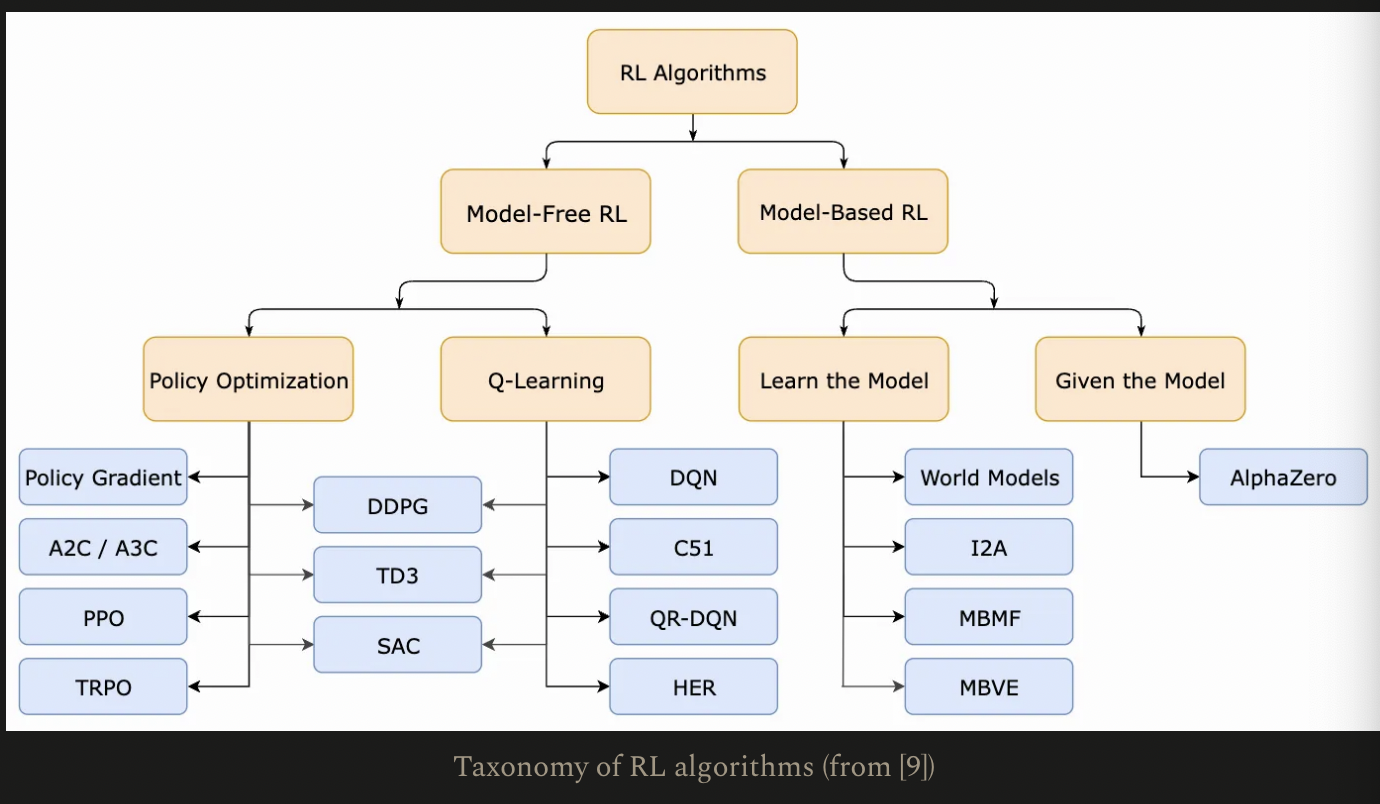 RL Algorithms
Model-Free RL
Model-Based RL
Policy Optimization
Q-Learning
Learn the Model
Given the Model
Policy Gradient
DDPG
DQN
World Models
AlphaZero
A2C / A3C
TD3
C51
I2A
PPO
SAC
QR-DQN
MBMF
TRPO
HER
MBVE
Taxonomy of RL algorithms (from [9])